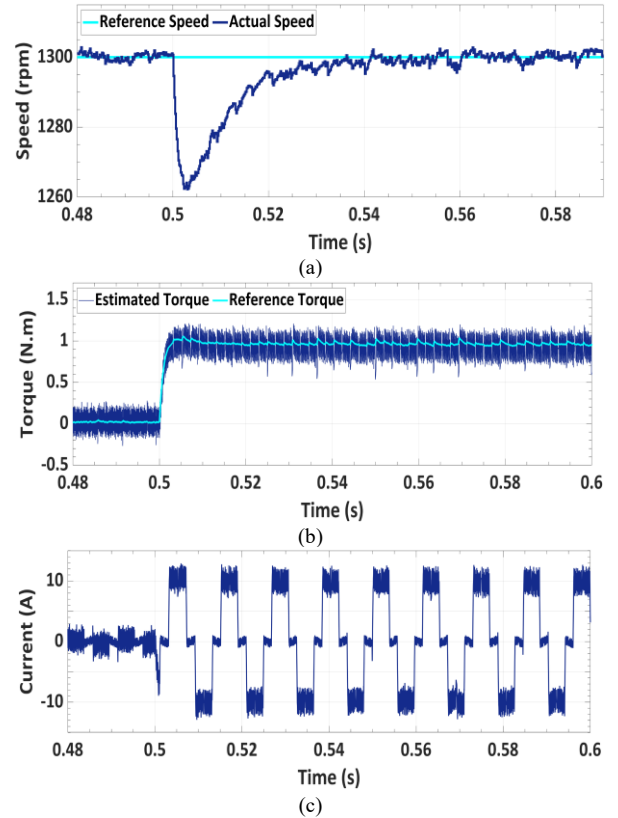 Reference Speed Actual Speed
1300
1280
1260
Speed (rpm)
0.48 0.5 0.52 0.54 0.56 0.58
Time (s)
(a)
Estimated Torque Reference Torque
1.5
1
0.5
0
-0.5
Torque (N.m)
0.48 0.5 0.52 0.54 0.56 0.58 0.6
Time (s)
(b)
10
0
-10
Current (A)
0.48 0.5 0.52 0.54 0.56 0.58 0.6
Time (s)
(c)